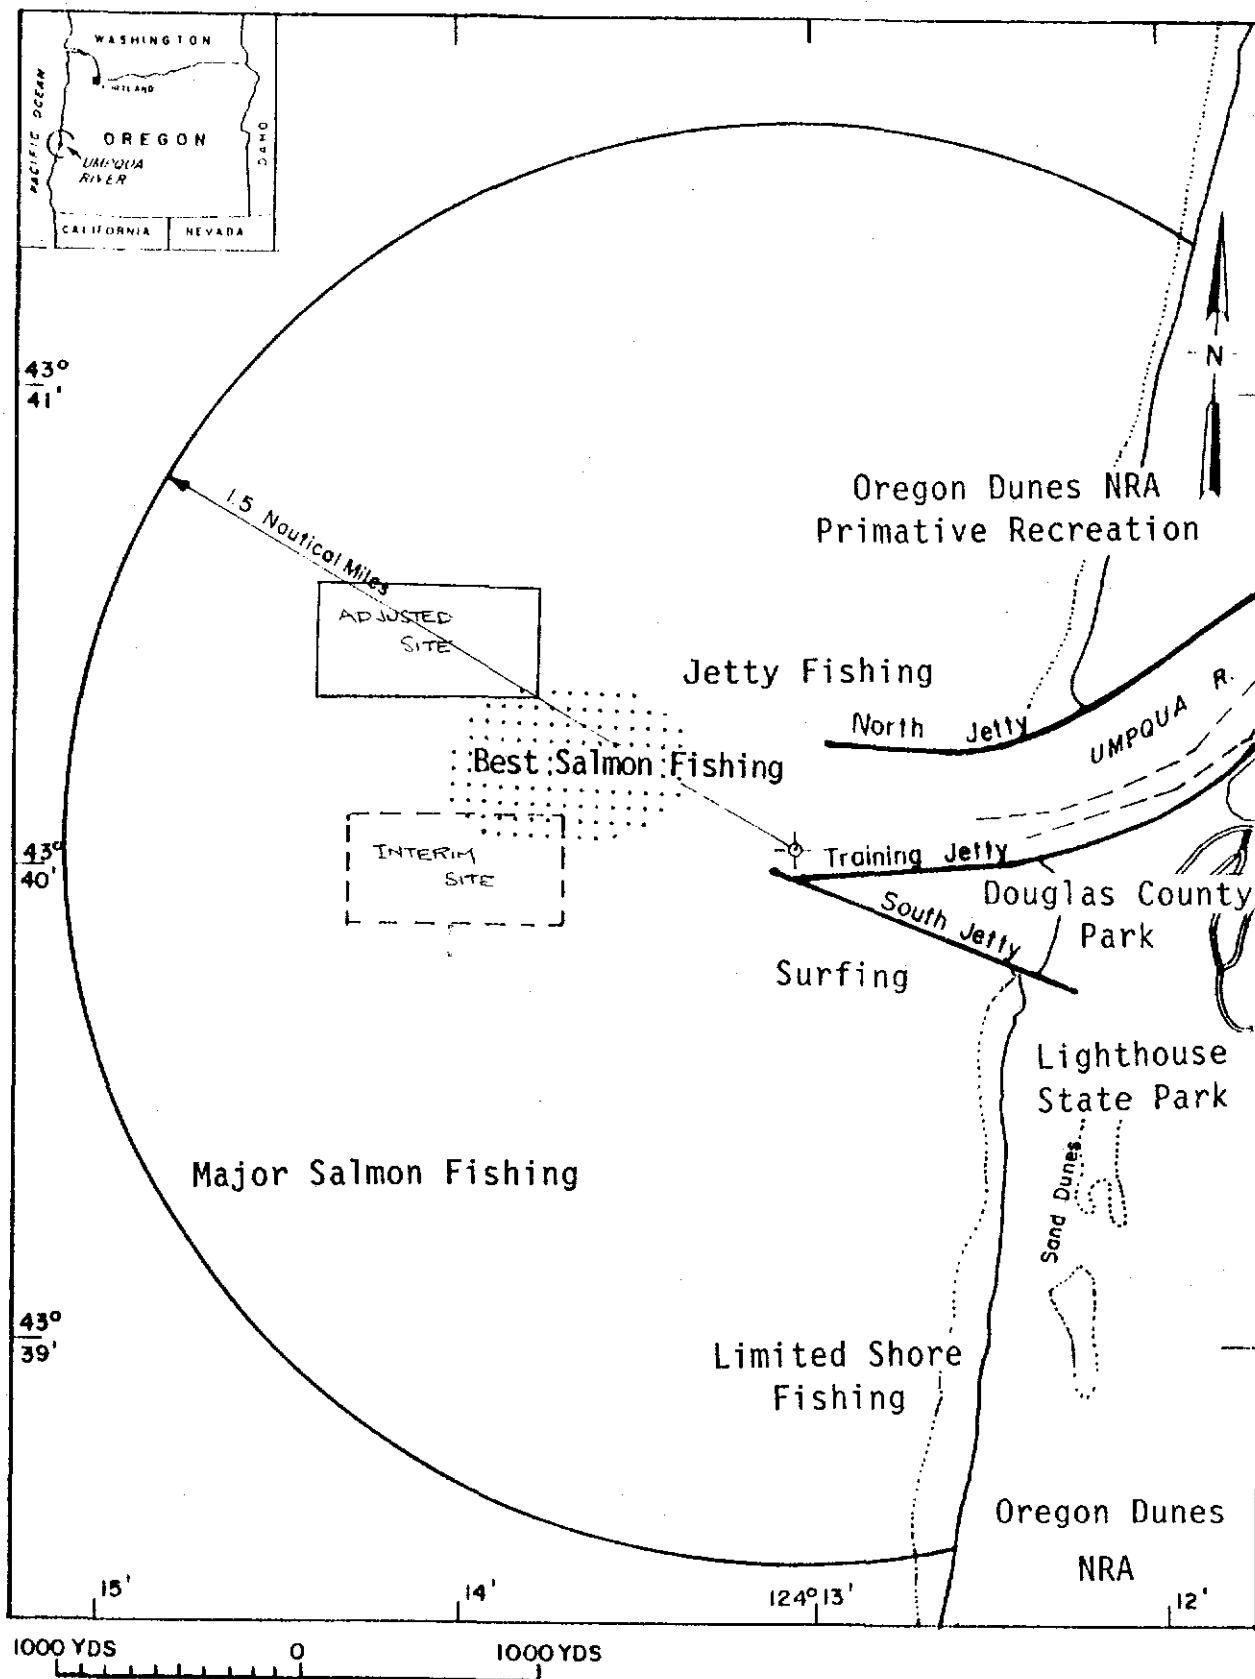 WASHINGTON
PACIFIC OCEAN
OREGON
UMPQUA
RIVER
CALIFORNIA
NEVADA
43°
41'
N
1.5 Nautical Miles
Oregon Dunes NRA
Primative Recreation
ADJUSTED
SITE
Jetty Fishing
North Jetty
UMPQUA R.
Best Salmon Fishing
43°
40'
INTERIM
SITE
Training Jetty
South Jetty
Douglas County
Park
Surfing
Lighthouse
State Park
Sand Dunes
Major Salmon Fishing
43°
39'
Limited Shore
Fishing
Oregon Dunes
NRA
15'
14'
124° 13'
12'
1000 YDS
0
1000 YDS